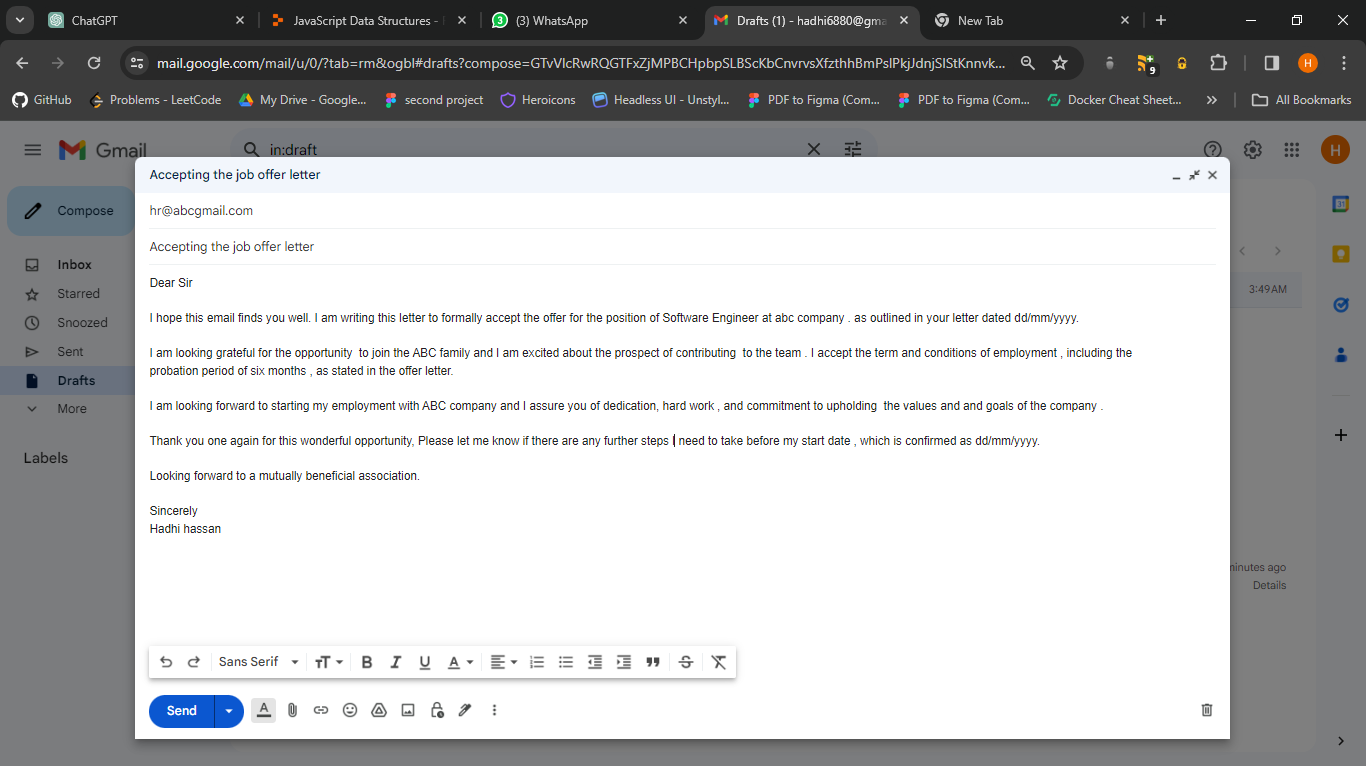 ChatGPT
JavaScript Data Structures -
(3) WhatsApp
Drafts (1) - hadhi6880@gma
New Tab
mail.google.com/mail/u/0/?tab=rm&ogbl#drafts?compose=GTvVlcRwRQGTFxZjMPBCHpbpSLBScKbCnvrvsXfzthhBmPslPkjJdnjSlStKnnvk...
9
H
GitHub
Problems - LeetCode
My Drive - Google...
second project
Heroicons
Headless UI - Unstyl...
PDF to Figma (Com...
PDF to Figma (Com...
Docker Cheat Sheet...
»
All Bookmarks
Gmail
in:draft
H
Compose
Inbox
Starred
Snoozed
Sent
Drafts
More
Labels
3:49 AM
minutes ago
Details
Accepting the job offer letter
hr@abcgmail.com
Accepting the job offer letter
Dear Sir
I hope this email finds you well. I am writing this letter to formally accept the offer for the position of Software Engineer at abc company . as outlined in your letter dated dd/mm/yyyy.
I am looking grateful for the opportunity  to join the ABC family and I am excited about the prospect of contributing  to the team . I accept the term and conditions of employment , including the
probation period of six months , as stated in the offer letter.
I am looking forward to starting my employment with ABC company and I assure you of dedication, hard work , and commitment to upholding  the values and and goals of the company .
Thank you one again for this wonderful opportunity, Please let me know if there are any further steps I need to take before my start date , which is confirmed as dd/mm/yyyy.
Looking forward to a mutually beneficial association.
Sincerely
Hadhi hassan
Sans Serif
Send